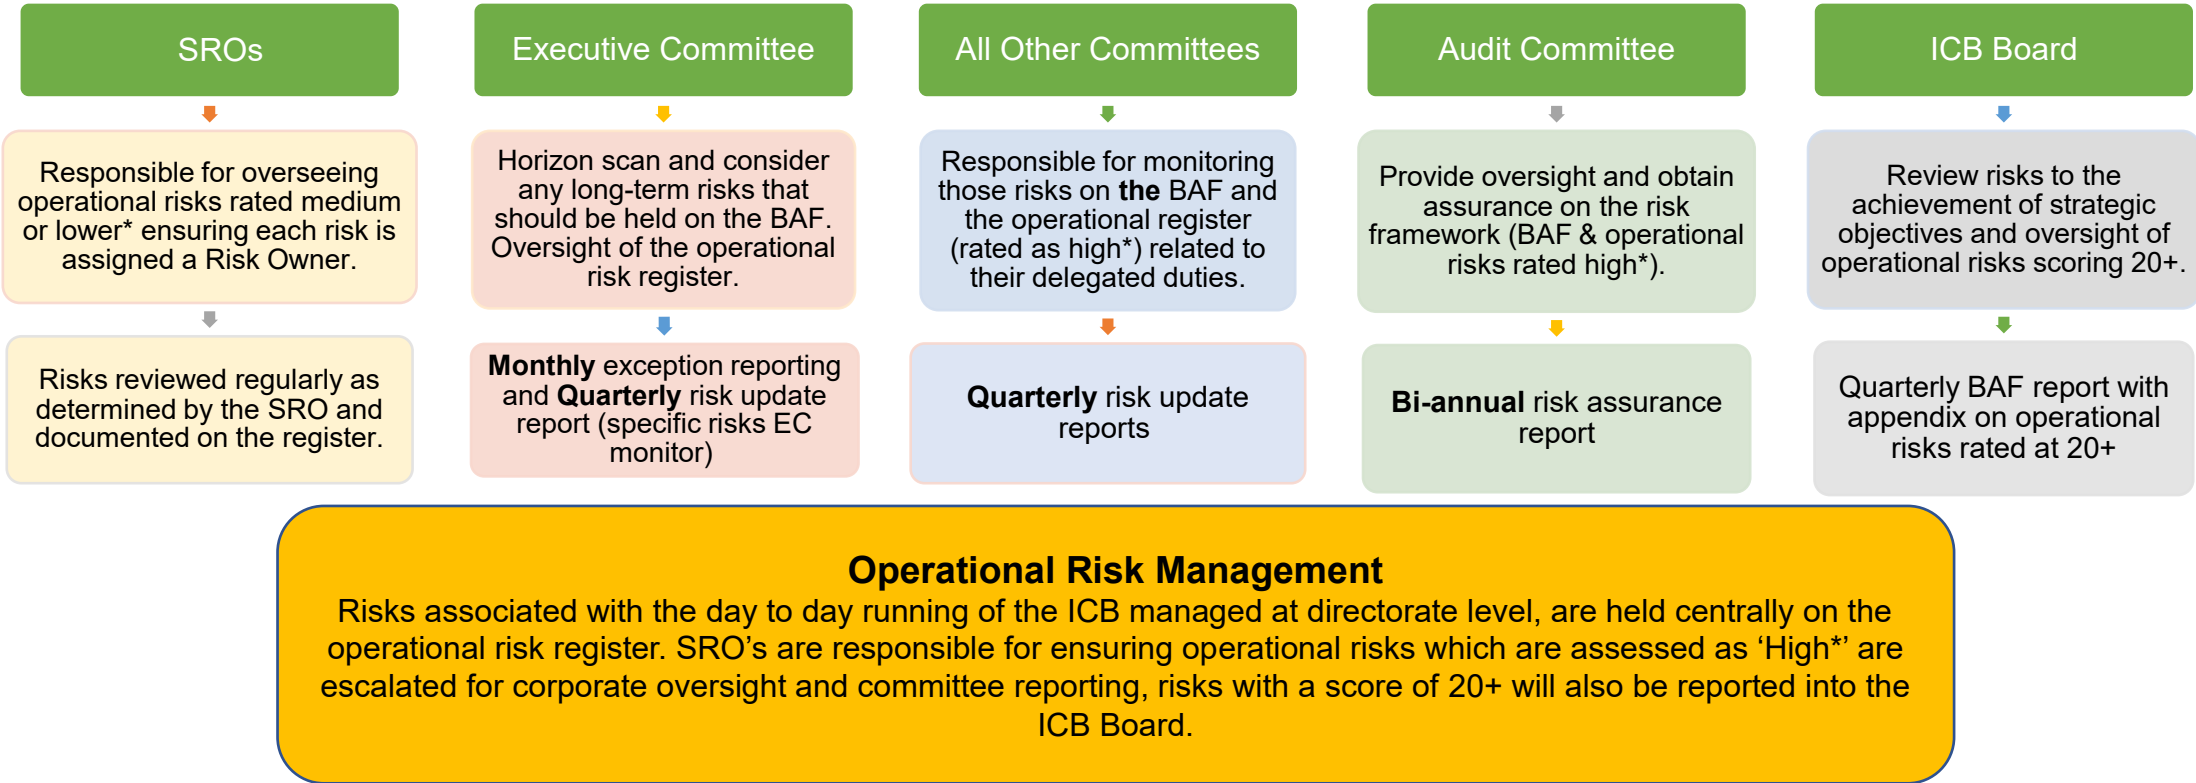 SROs
Responsible for overseeing
operational risks rated medium
or lower* ensuring each risk is
assigned a Risk Owner.
Risks reviewed regularly as
determined by the SRO and
documented on the register.
Executive Committee
Horizon scan and consider
any long-term risks that
should be held on the BAF.
Oversight of the operational
risk register.
Monthly exception reporting
and Quarterly risk update
report (specific risks EC
monitor)
All Other Committees
Responsible for monitoring
those risks on the BAF and
the operational register
(rated as high*) related to
their delegated duties.
Quarterly risk update
reports
Audit Committee
Provide oversight and obtain
assurance on the risk
framework (BAF & operational
risks rated high*).
Bi-annual risk assurance
report
ICB Board
Review risks to the
achievement of strategic
objectives and oversight of
operational risks scoring 20+.
Quarterly BAF report with
appendix on operational
risks rated at 20+
Operational Risk Management
Risks associated with the day to day running of the ICB managed at directorate level, are held centrally on the
operational risk register. SRO's are responsible for ensuring operational risks which are assessed as ‘High*’ are
escalated for corporate oversight and committee reporting, risks with a score of 20+ will also be reported into the
ICB Board.